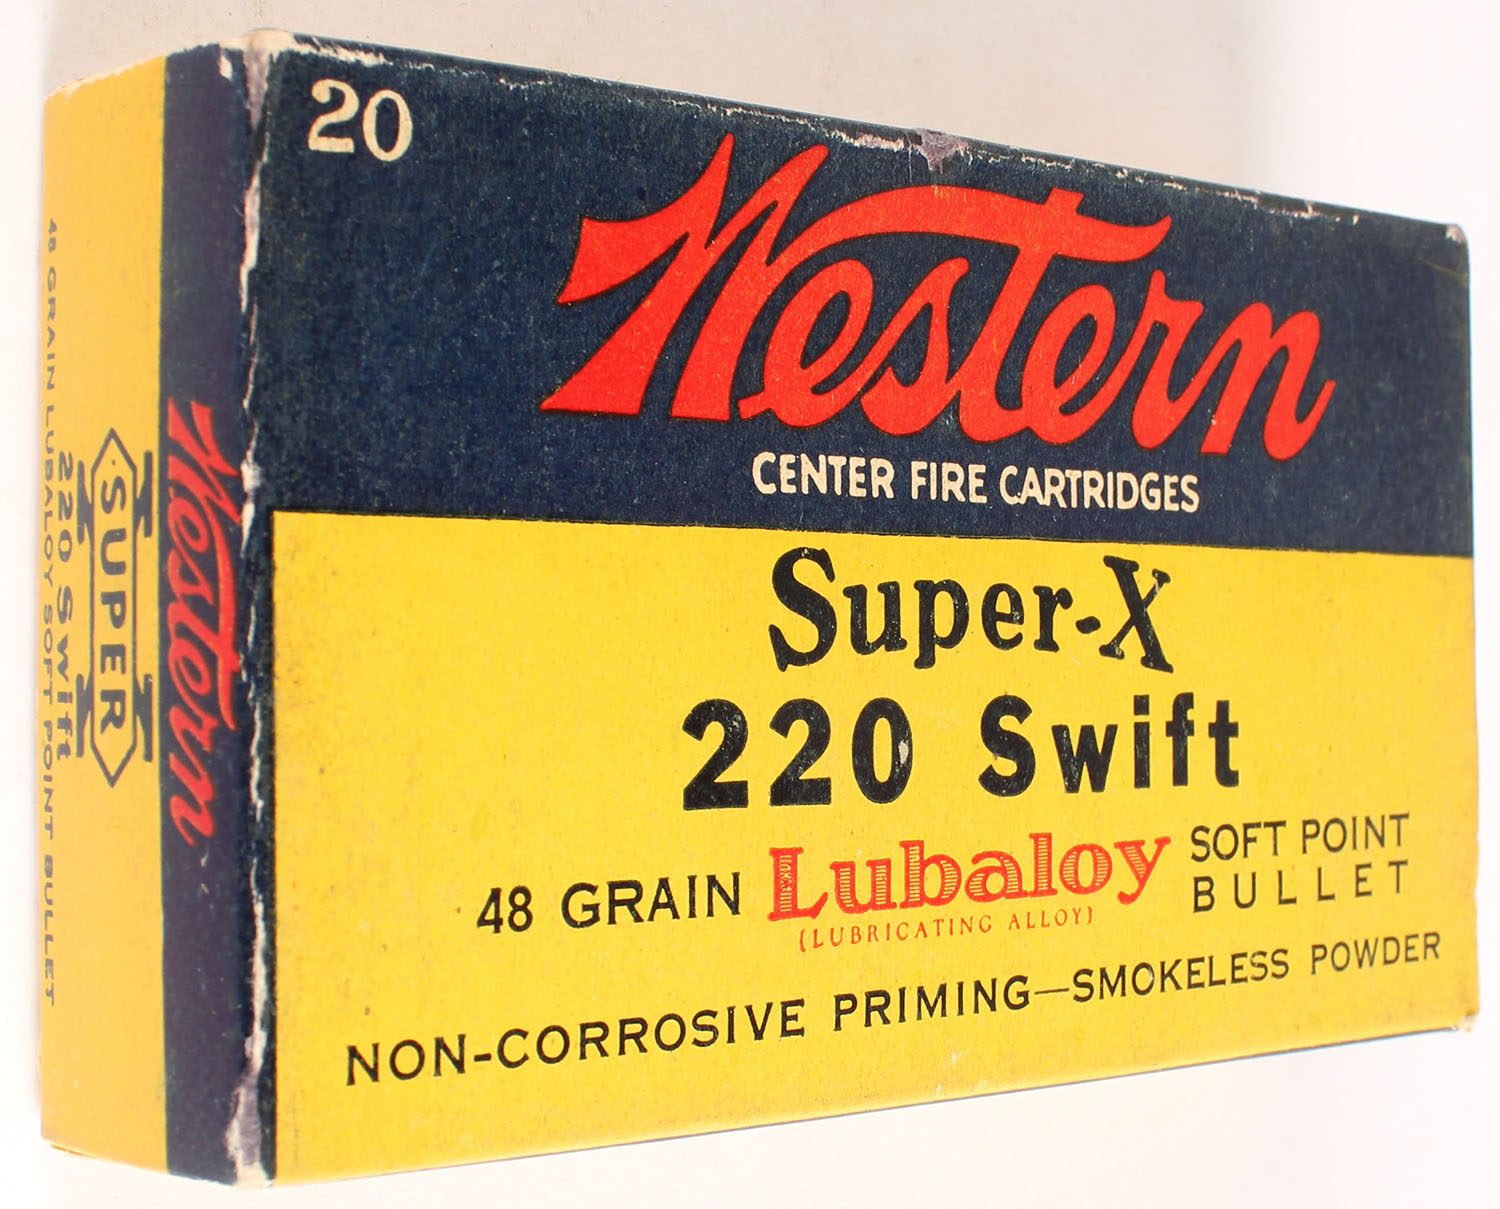 20
Western
CENTER FIRE CARTRIDGES
Super-X
220 Swift
48 GRAIN Lubaloy SOFT POINT BULLET
(LUBRICATING ALLOY)
NON-CORROSIVE PRIMING—SMOKELESS POWDER
Western
SUPER X
220 Swift
48 GRAIN LUBALOY SOFT POINT BULLET